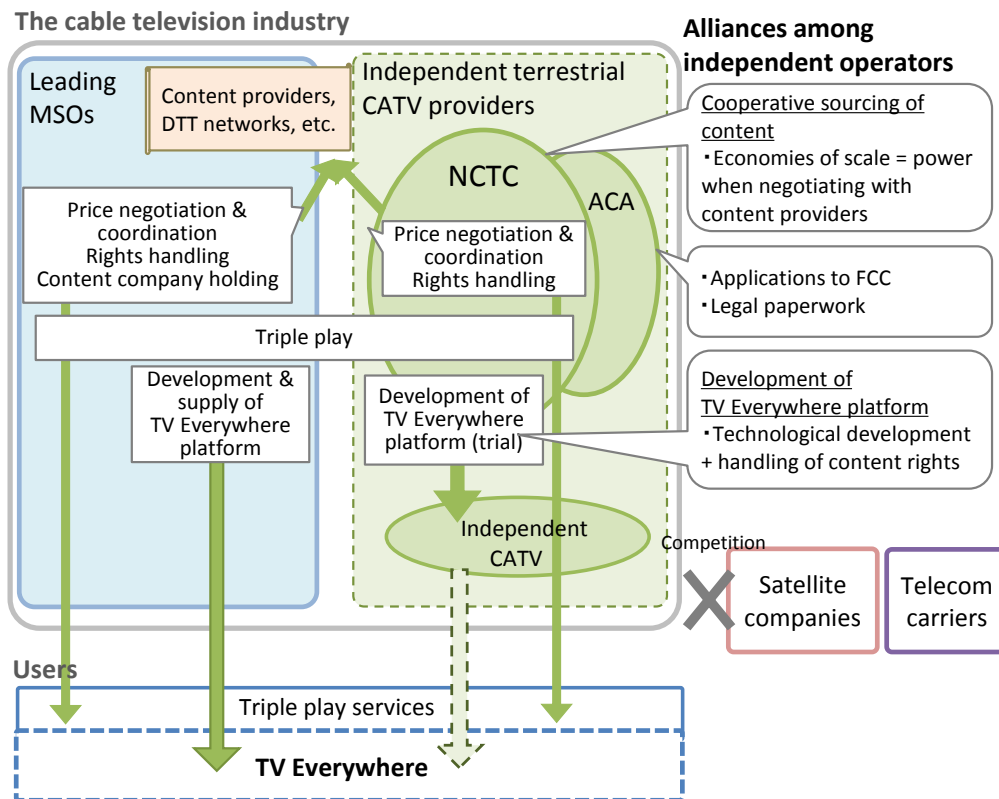 The cable television industry
Leading
MSOs
Content providers,
DTT networks, etc.
Independent terrestrial
CATV providers
Alliances among
independent operators
Cooperative sourcing of
content
・Economies of scale = power
when negotiating with
content providers
NCTC
ACA
Price negotiation &
coordination
Rights handling
Content company holding
Price negotiation &
coordination
Rights handling
・Applications to FCC
・Legal paperwork
Triple play
Development &
supply of
TV Everywhere
platform
Development of
TV Everywhere
platform (trial)
Development of
TV Everywhere platform
・Technological development
+ handling of content rights
Independent
CATV
Competition
Satellite
companies
Telecom
carriers
Users
Triple play services
TV Everywhere